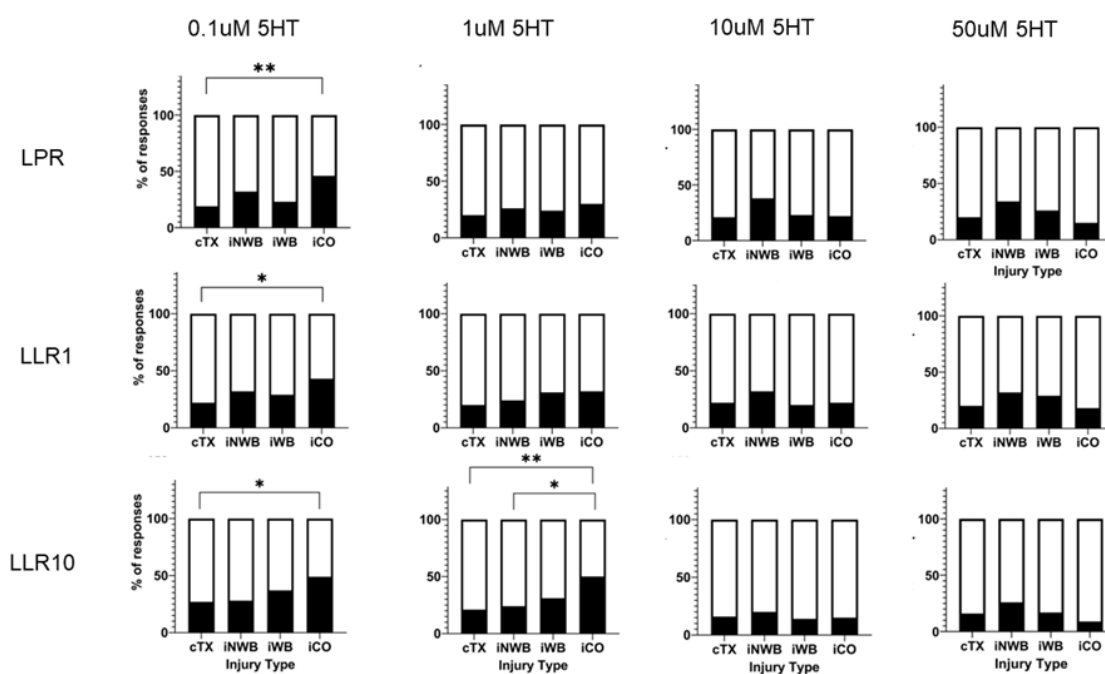 0.1uM 5HT 1uM 5HT 10uM 5HT 50uM 5HT
LPR
**
% of responses
100
50
0
cTX iNWB iWB iCO
100
50
0
cTX iNWB iWB iCO
100
50
0
cTX iNWB iWB iCO
100
50
0
cTX iNWB iWB iCO
Injury Type
LLR1
*
% of responses
100
50
0
cTX iNWB iWB iCO
100
50
0
cTX iNWB iWB iCO
100
50
0
cTX iNWB iWB iCO
100
50
0
cTX iNWB iWB iCO
LLR10
*
% of responses
100
50
0
cTX iNWB iWB iCO
Injury Type
**
*
100
50
0
cTX iNWB iWB iCO
Injury Type
100
50
0
cTX iNWB iWB iCO
Injury Type
100
50
0
cTX iNWB iWB iCO
Injury Type